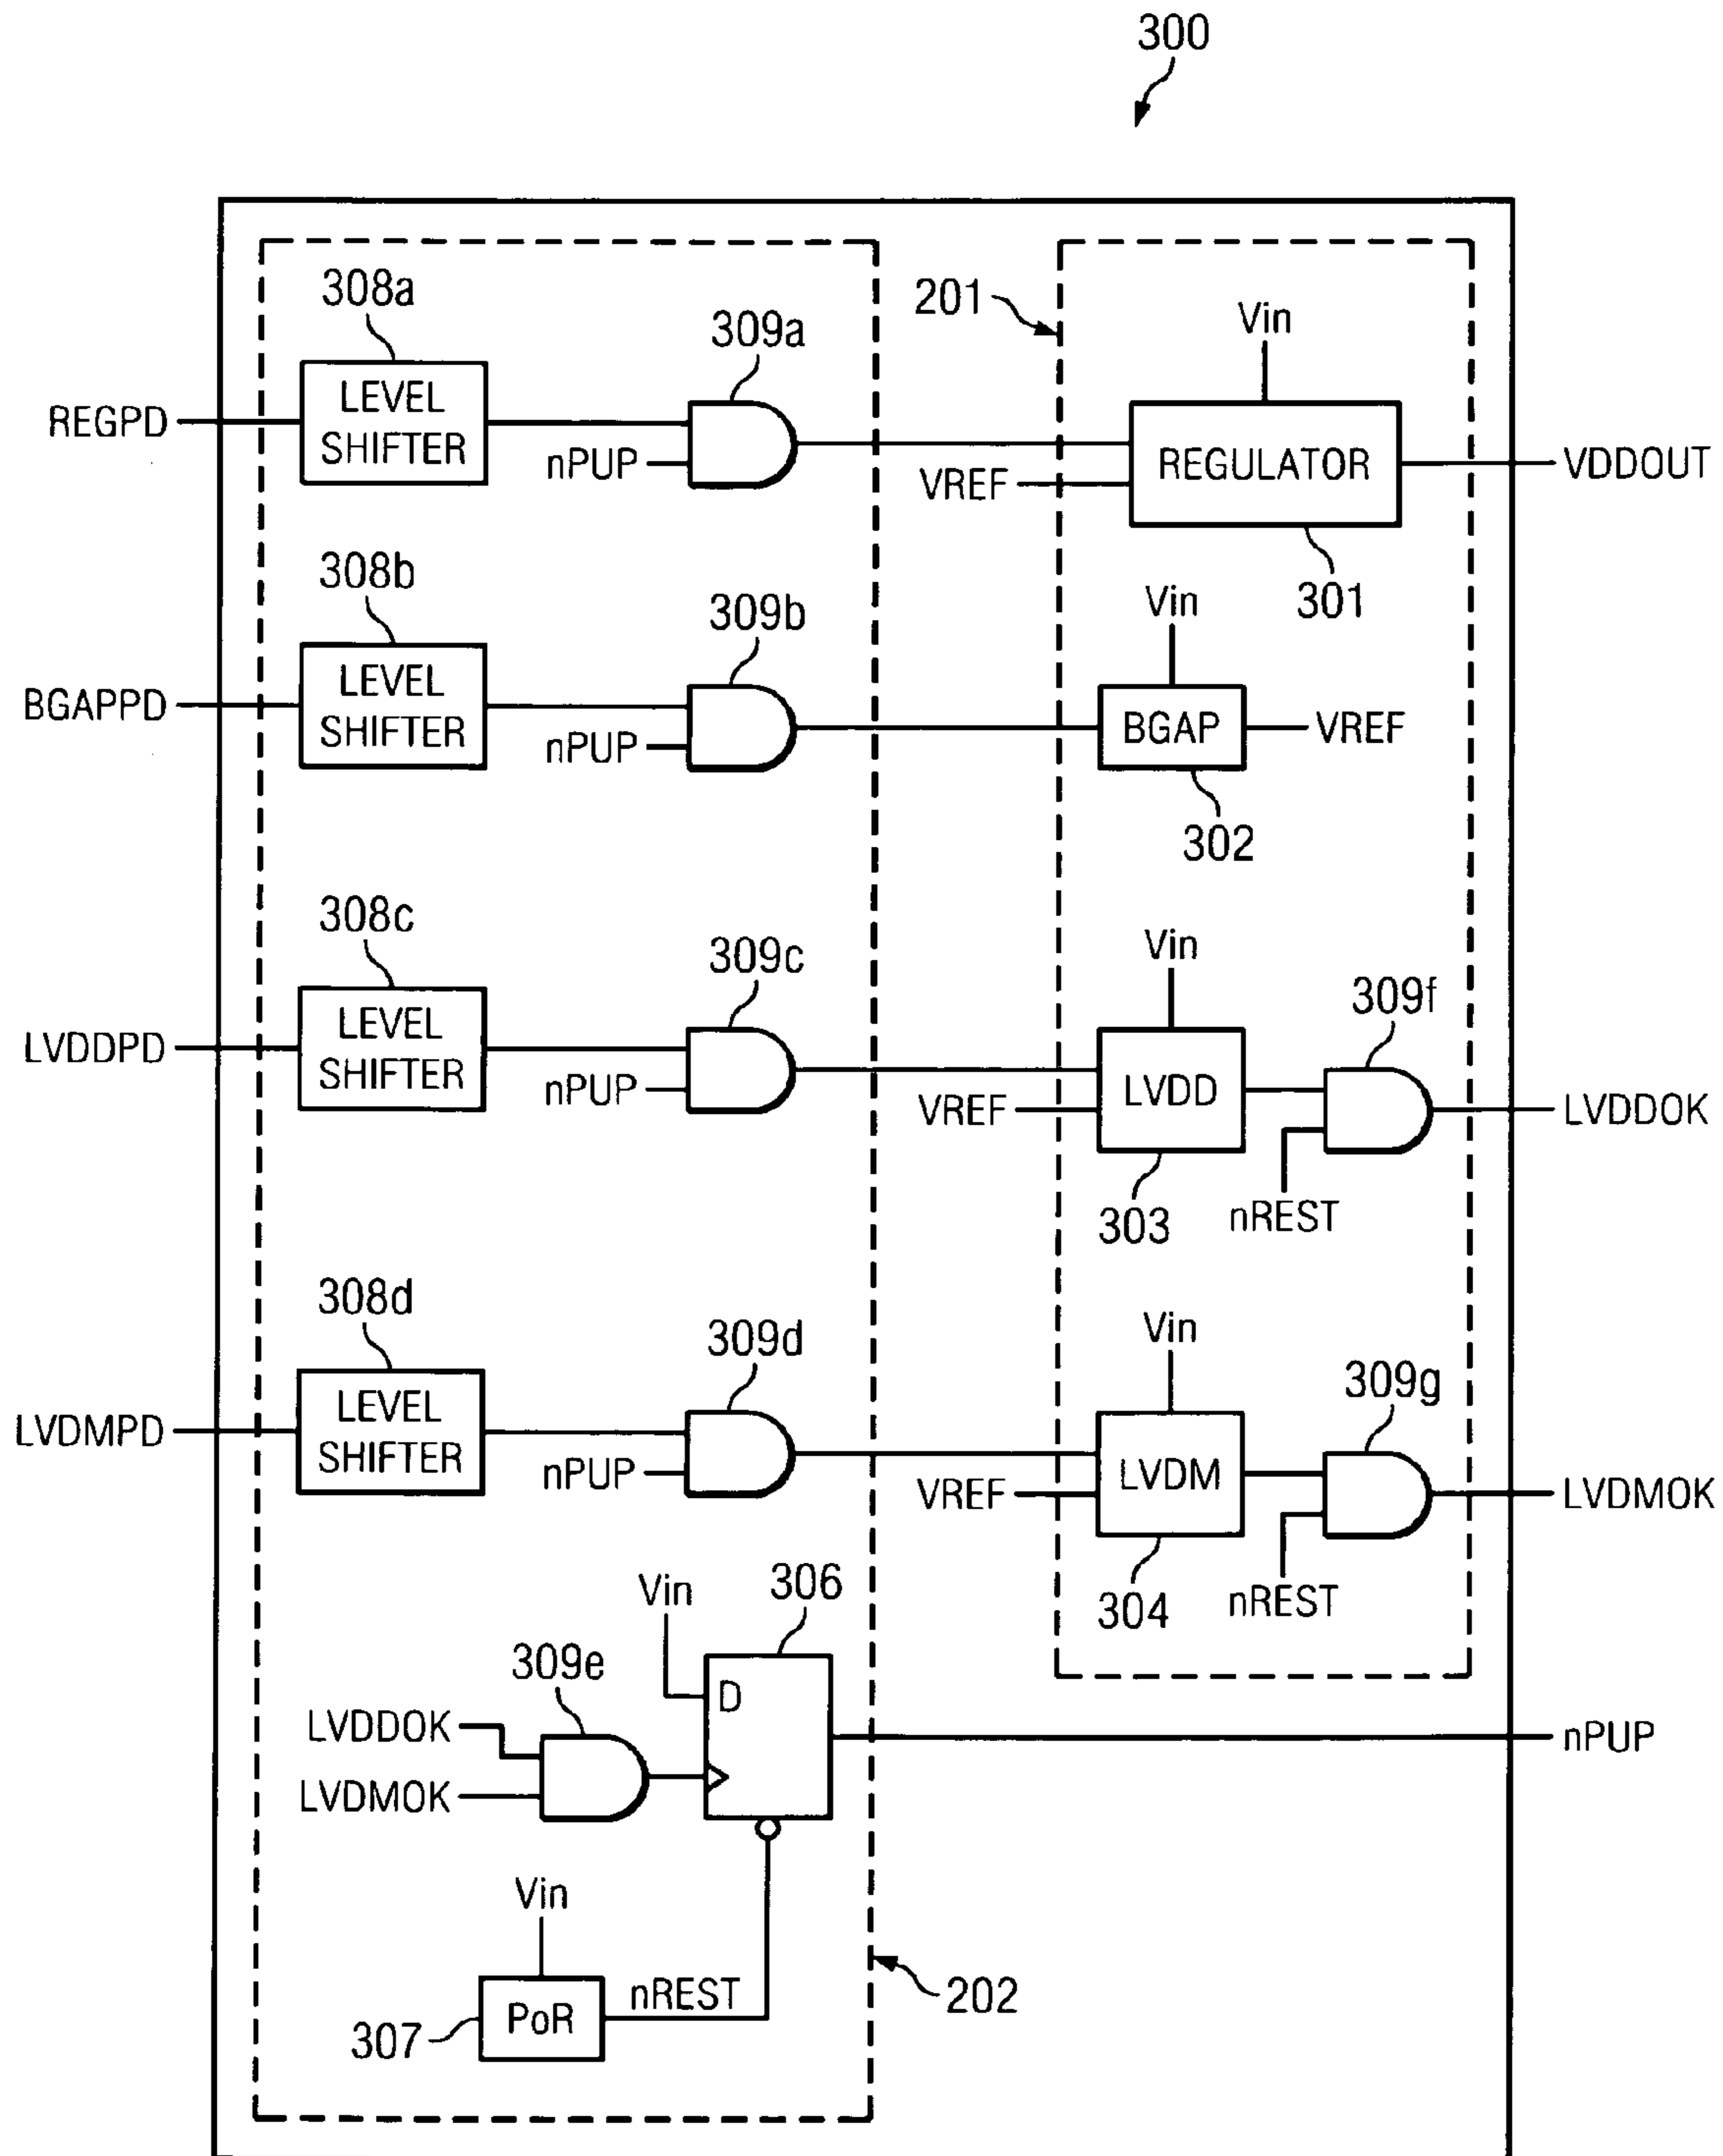 300
308a
309a
201
Vin
REGPD
LEVEL
SHIFTER
nPUP
VREF
REGULATOR
VDDOUT
301
308b
309b
Vin
BGAPPD
LEVEL
SHIFTER
nPUP
BGAP
VREF
302
308c
309c
Vin
309f
LVDDPD
LEVEL
SHIFTER
nPUP
VREF
LVDD
LVDDOK
303
nREST
308d
309d
Vin
309g
LVDMPD
LEVEL
SHIFTER
nPUP
VREF
LVDM
LVDMOK
304
nREST
Vin
306
309e
D
LVDDOK
LVDMOK
nPUP
Vin
307
PoR
nREST
202